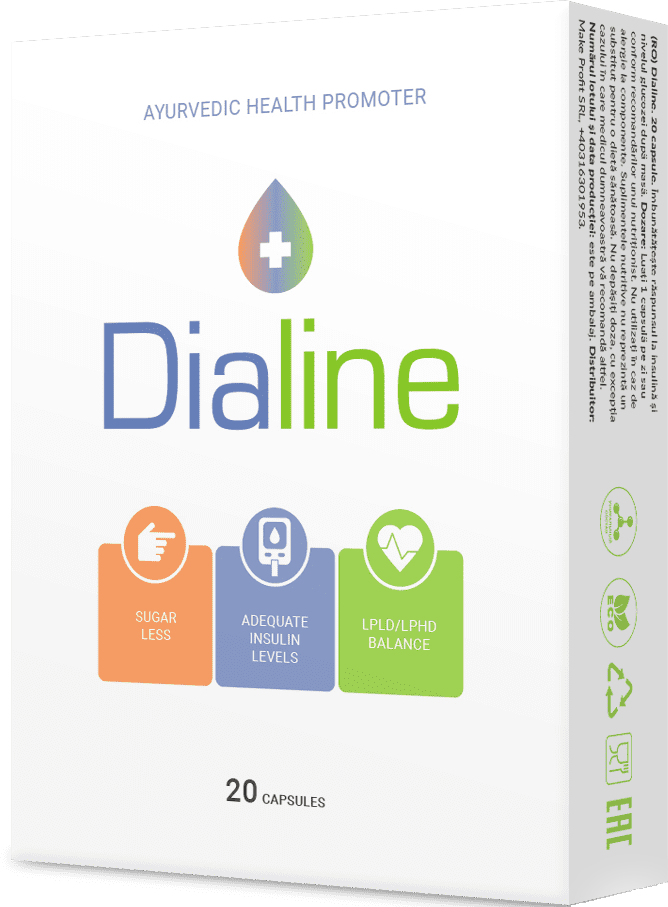 AYURVEDIC HEALTH PROMOTER
Dialine
SUGAR
LESS
ADEQUATE
INSULIN
LEVELS
LPLD/LPHD
BALANCE
20 CAPSULES
(RO) Dialine. 20 capsule. Îmbunătățește răspunsul la insulină și
nivelul glucozei după masă. Dozare: Luați 1 capsulă pe zi sau
conform recomandărilor unui nutriționist. Nu utilizați în caz de
alergie la componente. Suplimentele nutritive nu reprezintă un
substitut pentru o dietă sănătoasă. Nu depășiți doza, cu excepția
cazului în care medicul dumneavoastră vă recomandă altfel.
Numărul lotului și data producției: este pe ambalaj. Distribuitor:
Make Profit SRL, +40316301953.
ECO
EAC